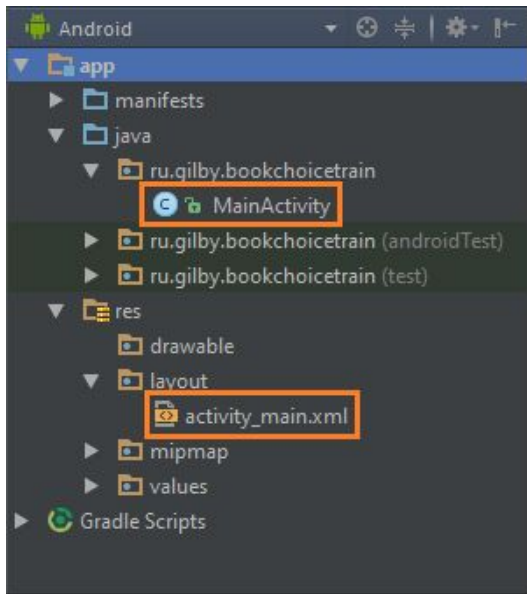 Android
app
manifests
java
ru.gilby.bookchoicetrain
MainActivity
ru.gilby.bookchoicetrain (androidTest)
ru.gilby.bookchoicetrain (test)
res
drawable
layout
activity_main.xml
mipmap
values
Gradle Scripts